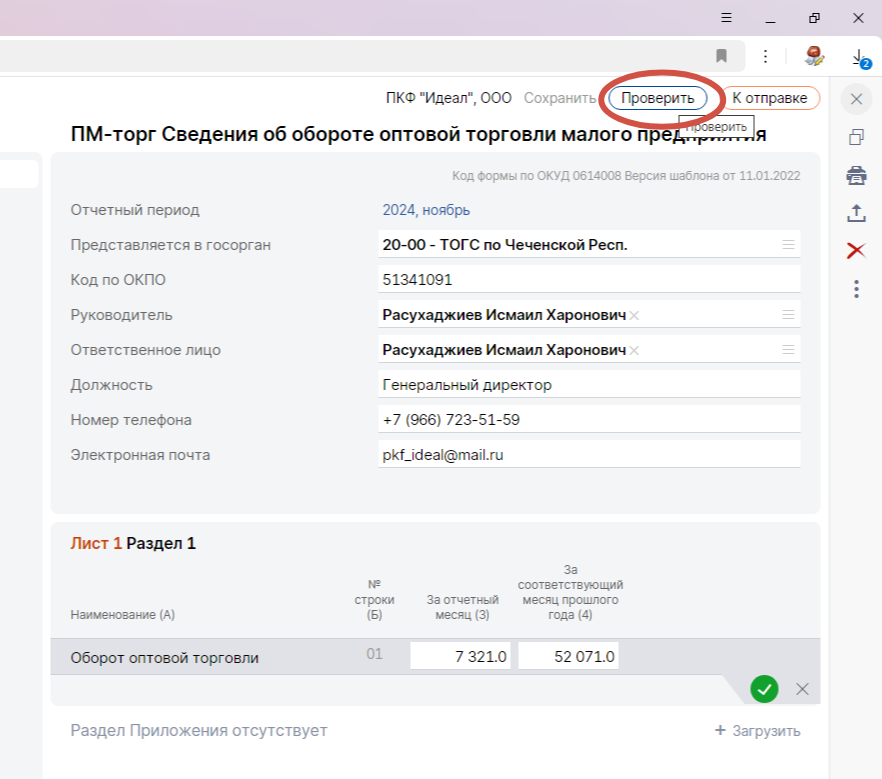 2
ПКФ "Идеал", ООО Сохранить Проверить К отправке
Проверить
ПМ-торг Сведения об обороте оптовой торговли малого предприятия
Код формы по ОКУД 0614008 Версия шаблона от 11.01.2022
Отчетный период 2024, ноябрь
Представляется в госорган 20-00 - ТОГС по Чеченской Респ.
Код по ОКПО 51341091
Руководитель Расухаджиев Исмаил Харонович
Ответственное лицо Расухаджиев Исмаил Харонович
Должность Генеральный директор
Номер телефона +7 (966) 723-51-59
Электронная почта pkf_ideal@mail.ru
Лист 1 Раздел 1
Наименование (А)
№
строки
(Б)
За отчетный
месяц (3)
За
соответствующий
месяц прошлого
года (4)
Оборот оптовой торговли 01 7 321.0 52 071.0
Раздел Приложения отсутствует + Загрузить